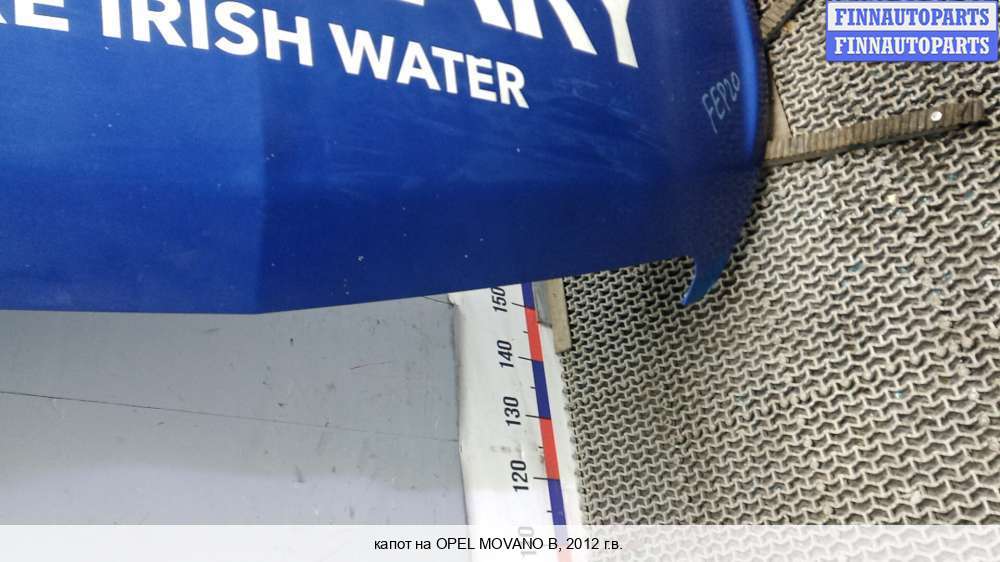 IRISH WATER
FEP20
FINNAUTOPARTS
FINNAUTOPARTS
150
140
130
120
капот на OPEL MOVANO B, 2012 г.в.